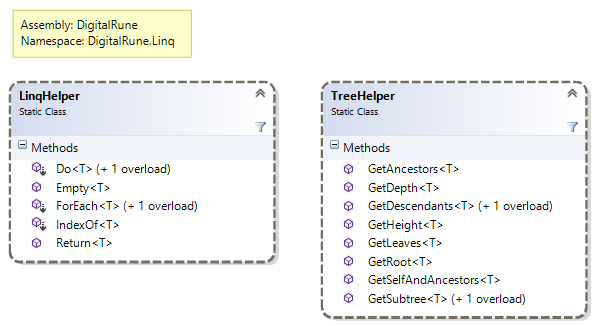 Assembly: DigitalRune
Namespace: DigitalRune.Linq
LinqHelper
Static Class
Methods
Do<T> (+ 1 overload)
Empty<T>
ForEach<T> (+ 1 overload)
IndexOf<T>
Return<T>
TreeHelper
Static Class
Methods
GetAncestors<T>
GetDepth<T>
GetDescendants<T> (+ 1 overload)
GetHeight<T>
GetLeaves<T>
GetRoot<T>
GetSelfAndAncestors<T>
GetSubtree<T> (+ 1 overload)